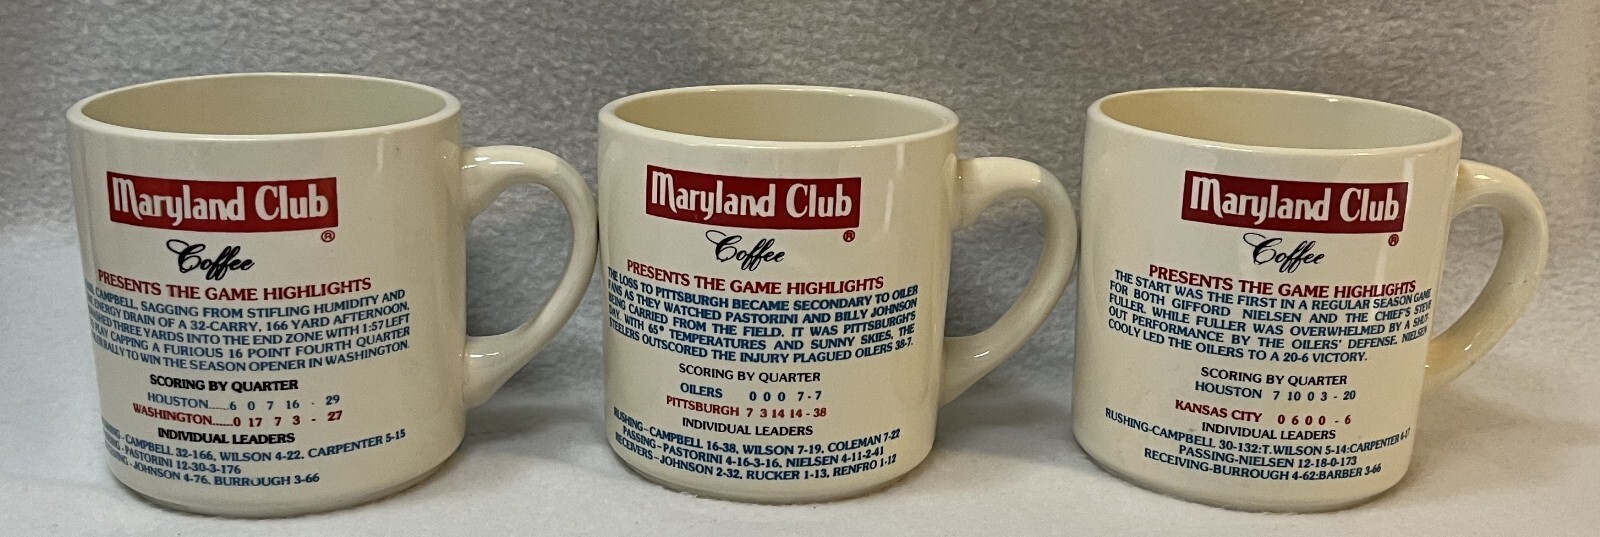 Maryland Club
®
Coffee
PRESENTS THE GAME HIGHLIGHTS
CAMPBELL, SAGGING FROM STIFLING HUMIDITY AND
ENERGY DRAIN OF A 32-CARRY, 166 YARD AFTERNOON,
THREE YARDS INTO THE END ZONE WITH 1:57 LEFT
PLAY CAPPING A FURIOUS 16 POINT FOURTH QUARTER
RALLY TO WIN THE SEASON OPENER IN WASHINGTON.
SCORING BY QUARTER
HOUSTON......6 0 7 16 - 29
WASHINGTON......0 17 7 3 - 27
INDIVIDUAL LEADERS
CAMPBELL 32-166, WILSON 4-22, CARPENTER 5-15
PASTORINI 12-30-3-176
JOHNSON 4-76, BURROUGH 3-66
Maryland Club
®
Coffee
PRESENTS THE GAME HIGHLIGHTS
THE LOSS TO PITTSBURGH BECAME SECONDARY TO OILER
FANS AS THEY WATCHED PASTORINI AND BILLY JOHNSON
BEING CARRIED FROM THE FIELD. IT WAS PITTSBURGH'S
DAY. WITH 65° TEMPERATURES AND SUNNY SKIES, THE
STEELERS OUTSCORED THE INJURY PLAGUED OILERS 38-7.
SCORING BY QUARTER
OILERS 0 0 0 7 - 7
PITTSBURGH 7 3 14 14 - 38
INDIVIDUAL LEADERS
RUSHING-CAMPBELL 16-38, WILSON 7-19, COLEMAN 7-22
PASSING-PASTORINI 4-16-3-16, NIELSEN 4-11-2-41
RECEIVERS-JOHNSON 2-32, RUCKER 1-13, RENFRO 1-12
Maryland Club
®
Coffee
PRESENTS THE GAME HIGHLIGHTS
THE START WAS THE FIRST IN A REGULAR SEASON GAME
FOR BOTH GIFFORD NIELSEN AND THE CHIEF'S STEVE
FULLER. WHILE FULLER WAS OVERWHELMED BY A SHUT-
OUT PERFORMANCE BY THE OILERS' DEFENSE, NIELSEN
COOLY LED THE OILERS TO A 20-6 VICTORY.
SCORING BY QUARTER
HOUSTON 7 10 0 3 - 20
KANSAS CITY 0 6 0 0 - 6
INDIVIDUAL LEADERS
RUSHING-CAMPBELL 30-132:T.WILSON 5-14:CARPENTER 4-17
PASSING-NIELSEN 12-18-0-173
RECEIVING-BURROUGH 4-62:BARBER 3-66